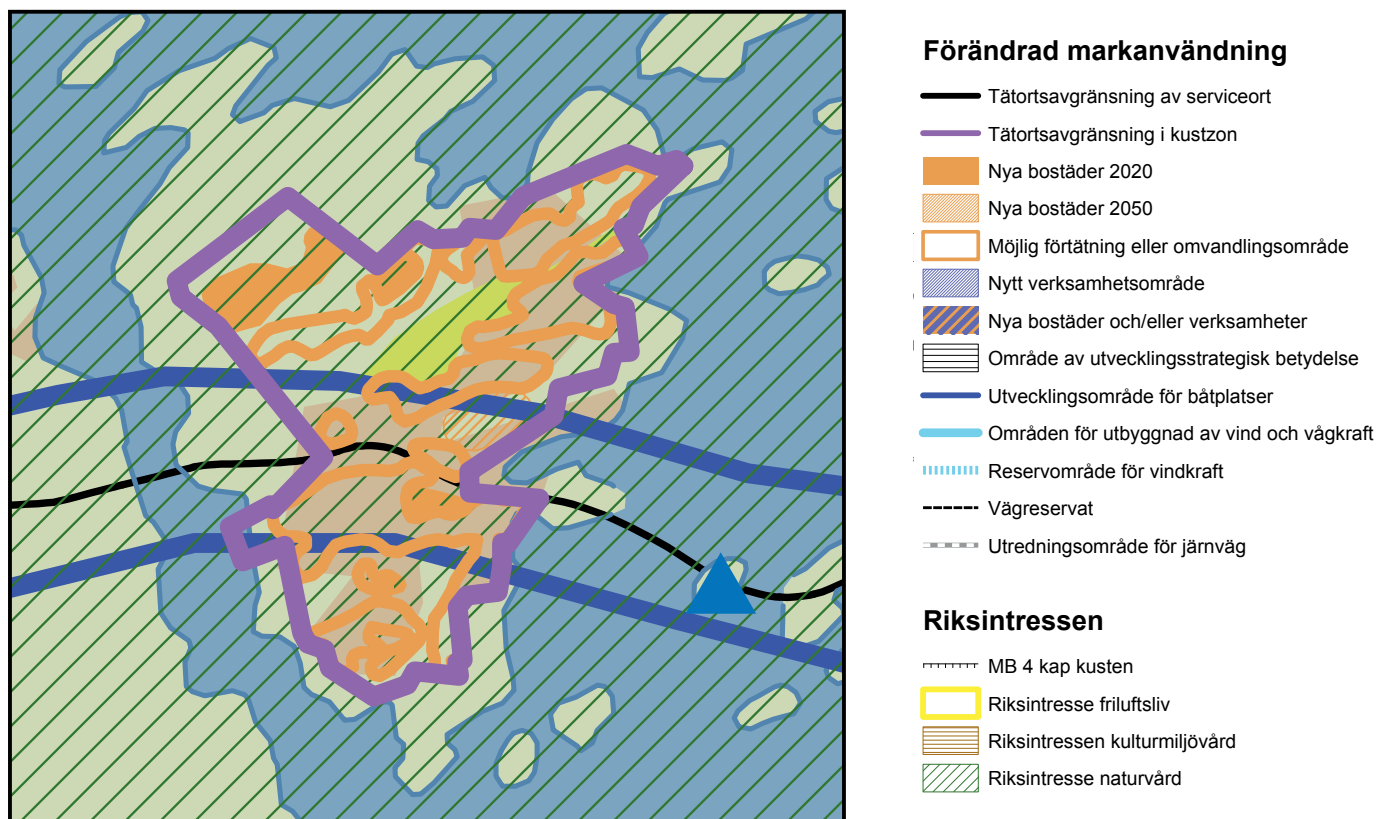 Förändrad markanvändning
Tätortsavgränsning av serviceort
Tätortsavgränsning i kustzon
Nya bostäder 2020
Nya bostäder 2050
Möjlig förtätning eller omvandlingsområde
Nytt verksamhetsområde
Nya bostäder och/eller verksamheter
Område av utvecklingsstrategisk betydelse
Utvecklingsområde för båtplatser
Områden för utbyggnad av vind och vågkraft
Reservområde för vindkraft
Vägreservat
Utredningsområde för järnväg
Riksintressen
MB 4 kap kusten
Riksintresse friluftsliv
Riksintressen kulturmiljövård
Riksintresse naturvård